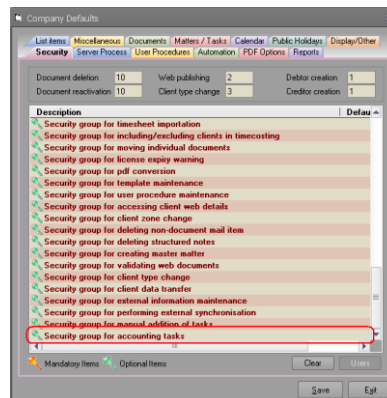 Company Defaults
List items Miscellaneous Documents Matters / Tasks Calendar Public Holidays Display/Other
Security Server Process User Procedures Automation PDF Options Reports
Document deletion 10 Web publishing 2 Debtor creation 1
Document reactivation 10 Client type change 3 Creditor creation 1
Description Defau
Security group for timesheet importation
Security group for including/excluding clients in timecosting
Security group for moving individual documents
Security group for license expiry warning
Security group for pdf conversion
Security group for template maintenance
Security group for user procedure maintenance
Security group for accessing client web details
Security group for client zone change
Security group for deleting non-document mail item
Security group for deleting structured notes
Security group for creating master matter
Security group for validating web documents
Security group for client type change
Security group for client data transfer
Security group for external information maintenance
Security group for performing external synchronisation
Security group for manual addition of tasks
Security group for accounting tasks
Mandatory Items Optional Items Clear Users
Save Exit